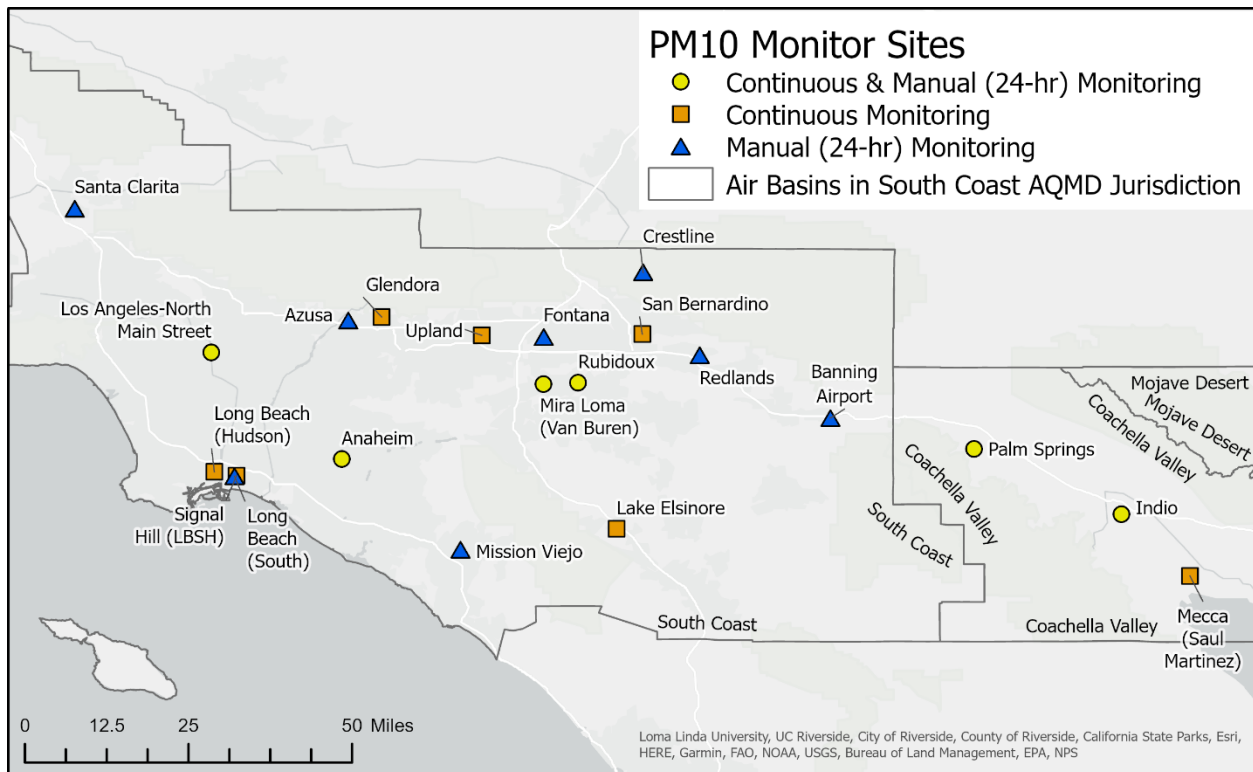 PM10 Monitor Sites
Continuous & Manual (24-hr) Monitoring
Continuous Monitoring
Manual (24-hr) Monitoring
Air Basins in South Coast AQMD Jurisdiction
Santa Clarita
Crestline
Glendora
Los Angeles-North
Main Street
Azusa
Upland
Fontana
San Bernardino
Rubidoux
Redlands
Mira Loma
(Van Buren)
Banning
Airport
Mojave Desert
Mojave Desert
Coachella Valley
Long Beach
(Hudson)
Anaheim
Palm Springs
Coachella Valley
South Coast
Indio
Signal
Hill (LBSH)
Long
Beach
(South)
Lake Elsinore
Mission Viejo
South Coast
Coachella Valley
Mecca
(Saul
Martinez)
0 12.5 25 50 Miles
Loma Linda University, UC Riverside, City of Riverside, County of Riverside, California State Parks, Esri,
HERE, Garmin, FAO, NOAA, USGS, Bureau of Land Management, EPA, NPS